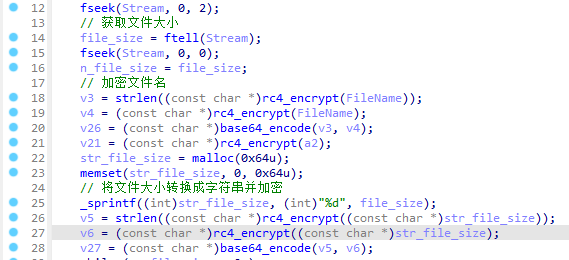 12 fseek(Stream, 0, 2);
13 // 获取文件大小
14 file_size = ftell(Stream);
15 fseek(Stream, 0, 0);
16 n_file_size = file_size;
17 // 加密文件名
18 v3 = strlen((const char *)rc4_encrypt(FileName));
19 v4 = (const char *)rc4_encrypt(FileName);
20 v26 = (const char *)base64_encode(v3, v4);
21 v21 = (const char *)rc4_encrypt(a2);
22 str_file_size = malloc(0x64u);
23 memset(str_file_size, 0, 0x64u);
24 // 将文件大小转换成字符串并加密
25 _sprintf((int)str_file_size, (int)"%d", file_size);
26 v5 = strlen((const char *)rc4_encrypt((const char *)str_file_size));
27 v6 = (const char *)rc4_encrypt((const char *)str_file_size);
28 v27 = (const char *)base64_encode(v5, v6);